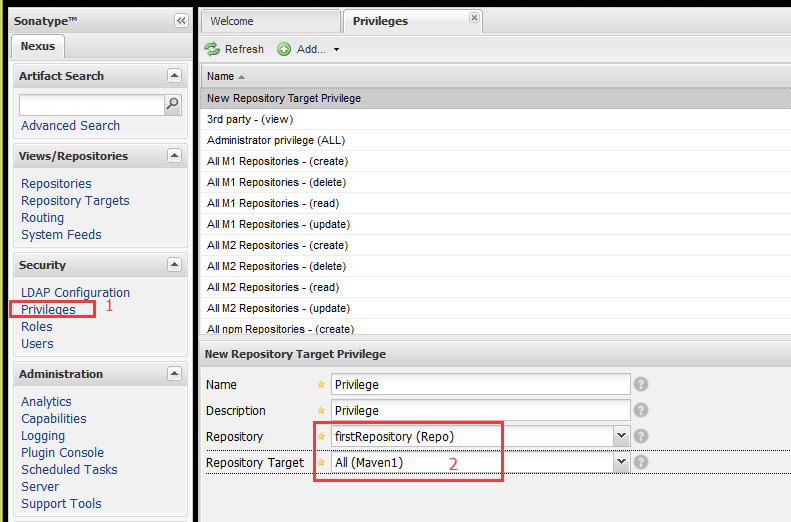 Sonatype™
Nexus
Artifact Search
Advanced Search
Views/Repositories
Repositories
Repository Targets
Routing
System Feeds
Security
LDAP Configuration
Privileges 1
Roles
Users
Administration
Analytics
Capabilities
Logging
Plugin Console
Scheduled Tasks
Server
Support Tools
Welcome Privileges
Refresh Add...
Name
New Repository Target Privilege
3rd party - (view)
Administrator privilege (ALL)
All M1 Repositories - (create)
All M1 Repositories - (delete)
All M1 Repositories - (read)
All M1 Repositories - (update)
All M2 Repositories - (create)
All M2 Repositories - (delete)
All M2 Repositories - (read)
All M2 Repositories - (update)
All npm Repositories - (create)
New Repository Target Privilege
Name Privilege
Description Privilege
Repository firstRepository (Repo)
Repository Target All (Maven1) 2